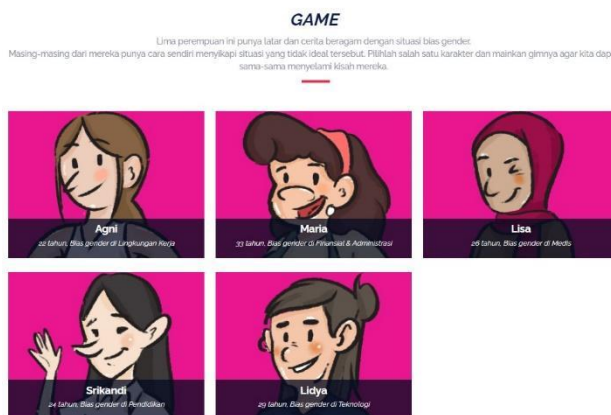 GAME
Lima perempuan ini punya latar dan cerita beragam dengan situasi bias gender.
Masing-masing dari mereka punya cara sendiri menyikapi situasi yang tidak ideal tersebut. Pilihlah salah satu karakter dan mainkan gimnya agar kita dap
sama-sama menyelami kisah mereka.
Agni
22 tahun, Bias gender di Lingkungan Kerja
Maria
33 tahun, Bias gender di Finansial & Administrasi
Lisa
26 tahun, Bias gender di Medis
Srikandi
24 tahun, Bias gender di Pendidikan
Lidya
29 tahun, Bias gender di Teknologi